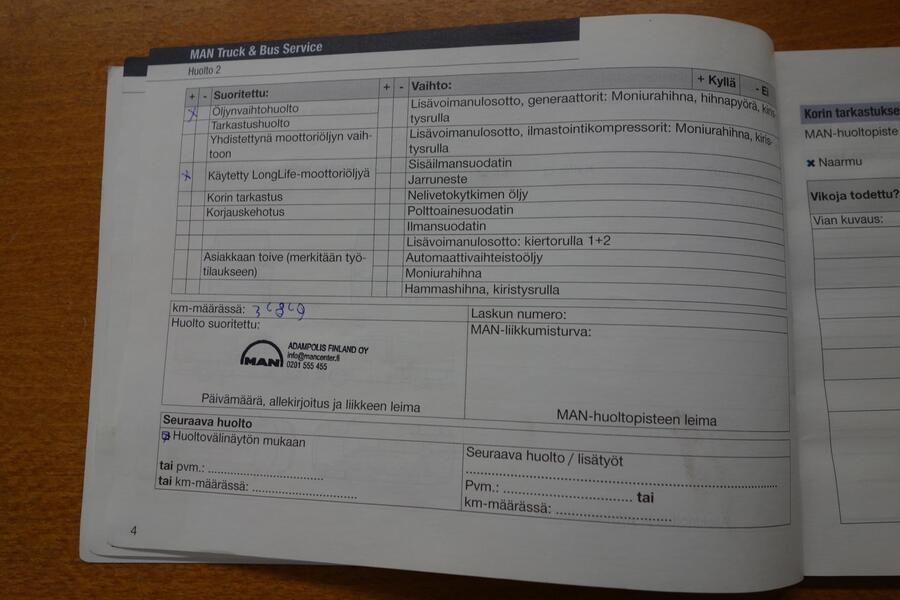 MAN Truck & Bus Service
Huolto 2
+ - Suoritettu:
Öljynvaihtohuolto
Tarkastushuolto
Yhdistettynä moottoriöljyn vaih-
toon
Käytetty LongLife-moottoriöljyä
Korin tarkastus
Korjauskehotus
Asiakkaan toive (merkitään työ-
tilaukseen)
+ - Vaihto: + Kyllä - Ei
Lisävoimanulosotto, generaattorit: Moniurahihna, hihnapyörä, kiris-
tysrulla
Lisävoimanulosotto, ilmastointikompressorit: Moniurahihna, kiris-
tysrulla
Sisäilmansuodatin
Jarruneste
Nelivetokytkimen öljy
Polttoainesuodatin
Ilmansuodatin
Lisävoimanulosotto: kiertorulla 1+2
Automaattivaihteistoöljy
Moniurahihna
Hammashihna, kiristysrulla
km-määrässä:
Huolto suoritettu:
MAN
ADAMPOLIS FINLAND OY
info@mancenter.fi
0201 555 455
Päivämäärä, allekirjoitus ja liikkeen leima
Laskun numero:
MAN-liikkumisturva:
MAN-huoltopisteen leima
Seuraava huolto
Huoltovälinäytön mukaan
tai pvm.:
tai km-määrässä:
Seuraava huolto / lisätyöt
Pvm.: tai
km-määrässä:
4
Korin tarkastukse
MAN-huoltopiste
Naarmu
Vikoja todettu?
Vian kuvaus: